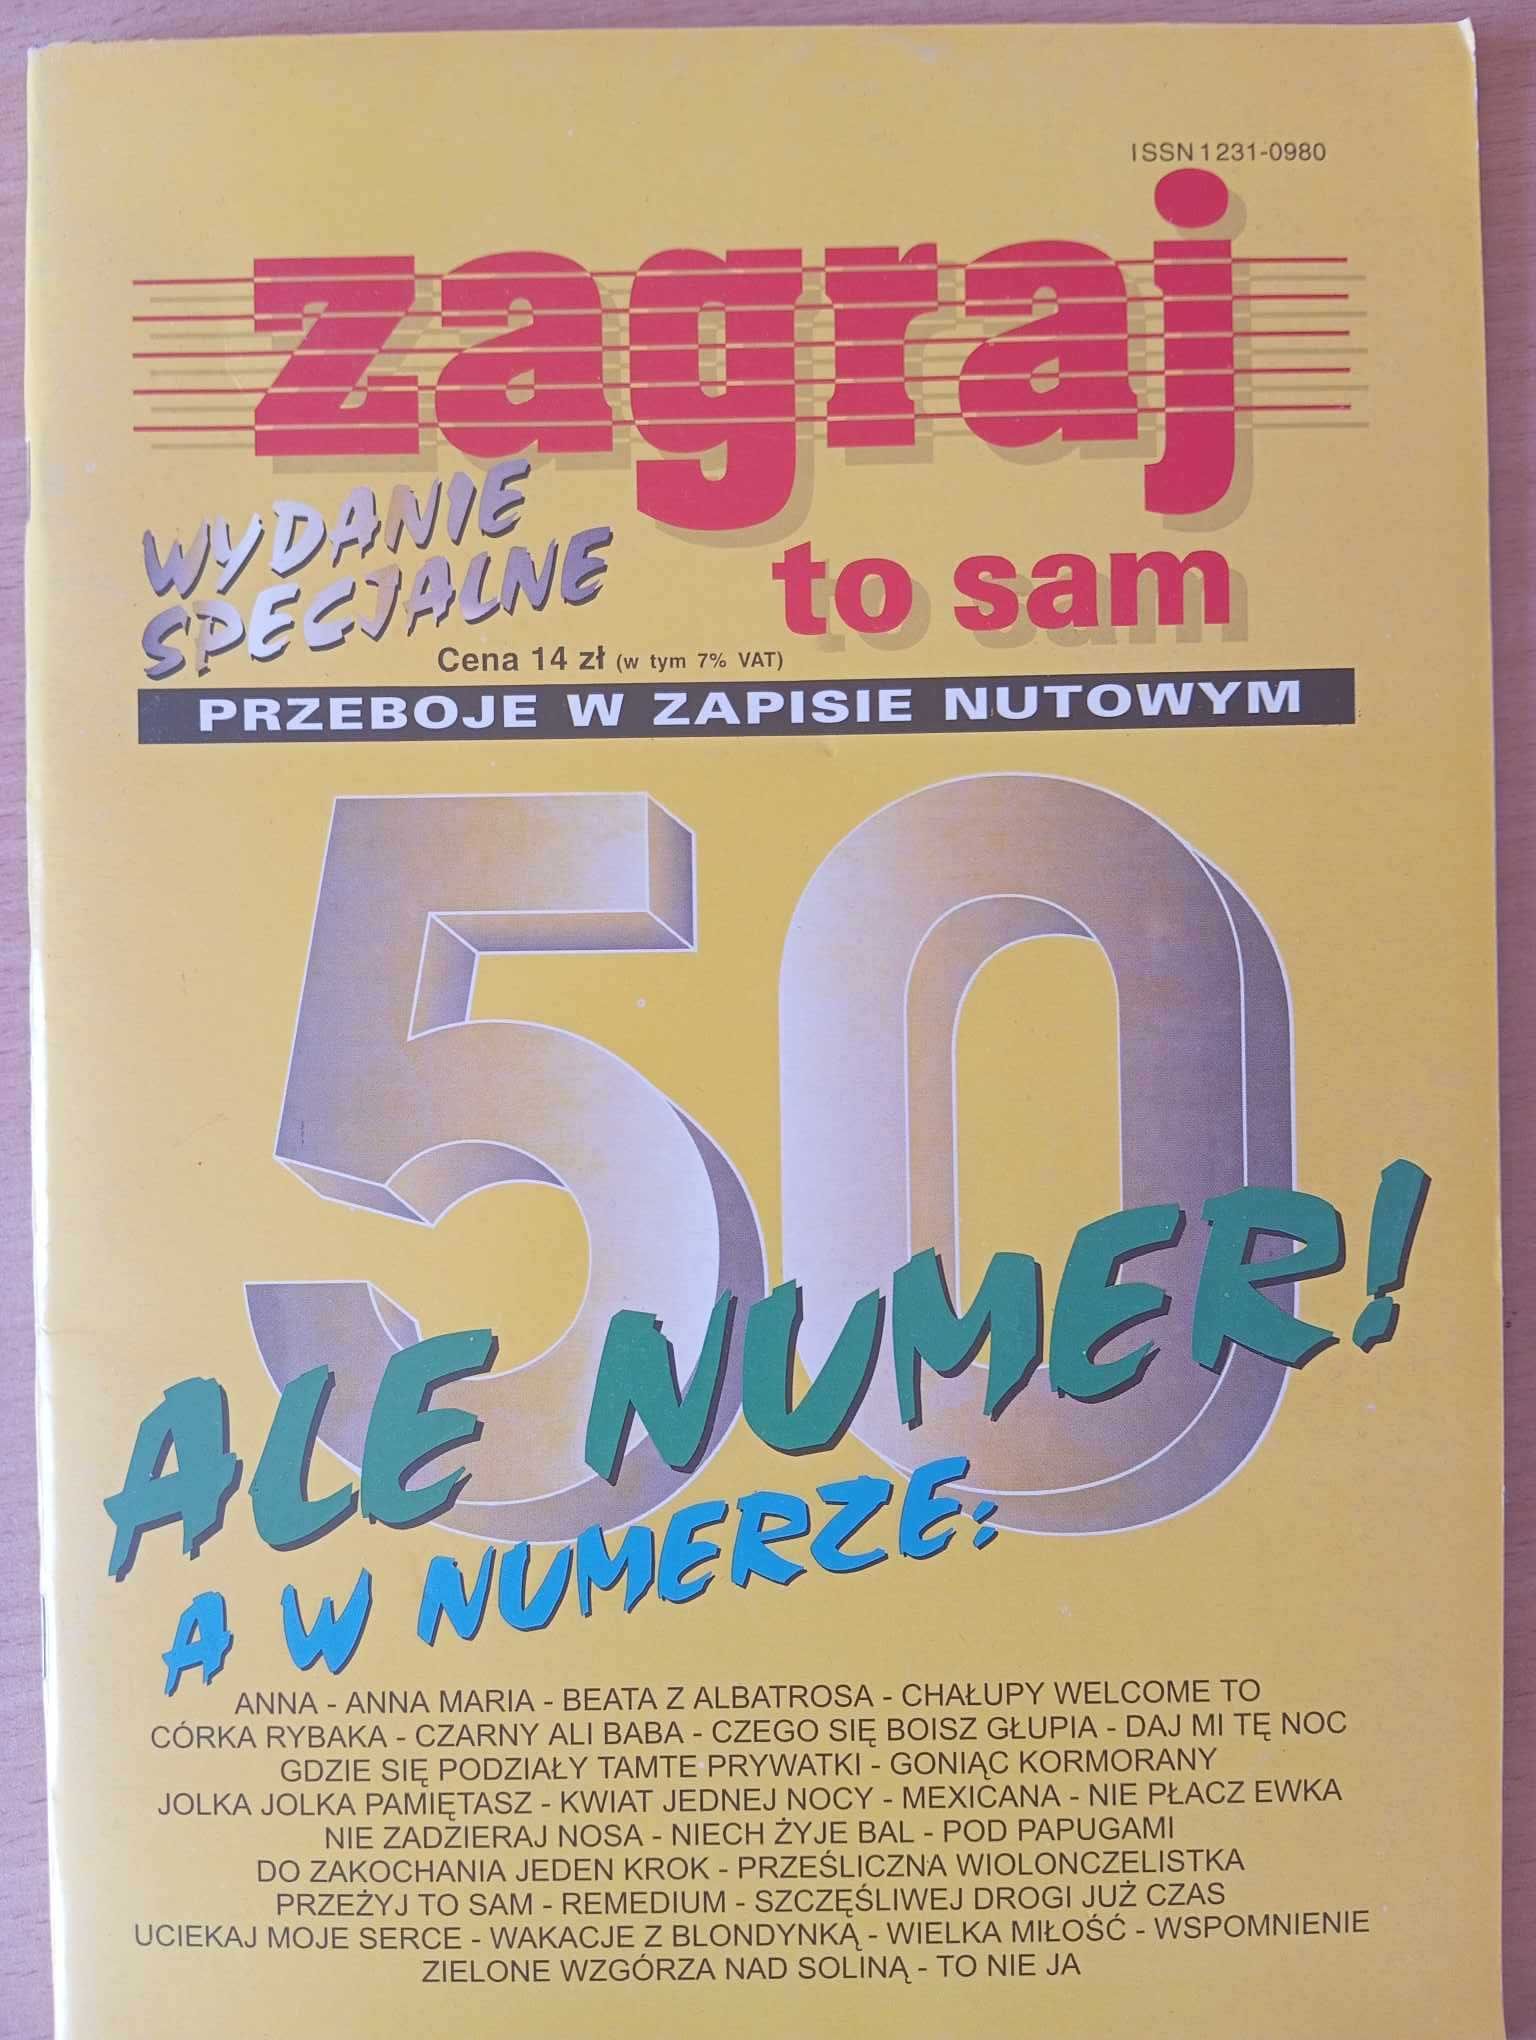 ISSN 1231-0980
zagraj
to sam
WYDANIE
SPECJALNE
Cena 14 zł (w tym 7% VAT)
PRZEBOJE W ZAPISIE NUTOWYM
50
ALE NUMER!
A W NUMERZE:
ANNA - ANNA MARIA - BEATA Z ALBATROSA - CHAŁUPY WELCOME TO
CÓRKA RYBAKA - CZARNY ALI BABA - CZEGO SIĘ BOISZ GŁUPIA - DAJ MI TĘ NOC
GDZIE SIĘ PODZIAŁY TAMTE PRYWATKI - GONIĄC KORMORANY
JOLKA JOLKA PAMIĘTASZ - KWIAT JEDNEJ NOCY - MEXICANA - NIE PŁACZ EWKA
NIE ZADZIERAJ NOSA - NIECH ŻYJE BAL - POD PAPUGAMI
DO ZAKOCHANIA JEDEN KROK - PRZEŚLICZNA WIOLONCZELISTKA
PRZEŻYJ TO SAM - REMEDIUM - SZCZĘŚLIWEJ DROGI JUŻ CZAS
UCIEKAJ MOJE SERCE - WAKACJE Z BLONDYNKĄ - WIELKA MIŁOŚĆ - WSPOMNIENIE
ZIELONE WZGÓRZA NAD SOLINĄ - TO NIE JA